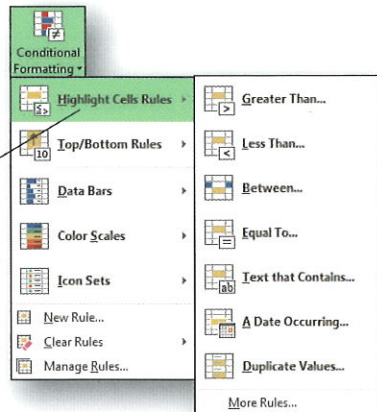 Conditional
Formatting
Highlight Cells Rules
Top/Bottom Rules
Data Bars
Color Scales
Icon Sets
New Rule...
Clear Rules
Manage Rules...
Greater Than...
Less Than...
Between...
Equal To...
Text that Contains...
A Date Occurring...
Duplicate Values...
More Rules...